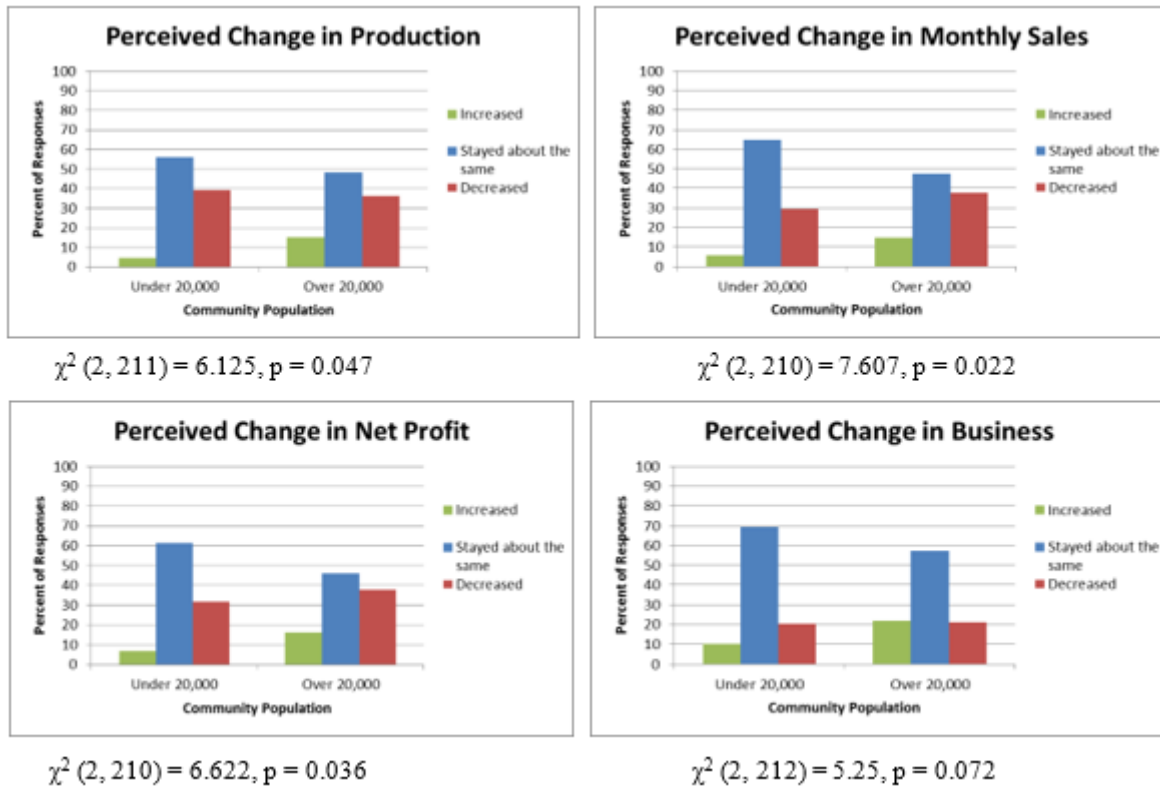 Perceived Change in Production
Percent of Responses
100
90
80
70
60
50
40
30
20
10
0
Under 20,000
Over 20,000
Community Population
Increased
Stayed about the
same
Decreased
χ² (2, 211) = 6.125, p = 0.047
Perceived Change in Monthly Sales
Percent of Responses
100
90
80
70
60
50
40
30
20
10
0
Under 20,000
Over 20,000
Community Population
Increased
Stayed about the
same
Decreased
χ² (2, 210) = 7.607, p = 0.022
Perceived Change in Net Profit
Percent of Responses
100
90
80
70
60
50
40
30
20
10
0
Under 20,000
Over 20,000
Community Population
Increased
Stayed about the
same
Decreased
χ² (2, 210) = 6.622, p = 0.036
Perceived Change in Business
Percent of Responses
100
90
80
70
60
50
40
30
20
10
0
Under 20,000
Over 20,000
Community Population
Increased
Stayed about the
same
Decreased
χ² (2, 212) = 5.25, p = 0.072